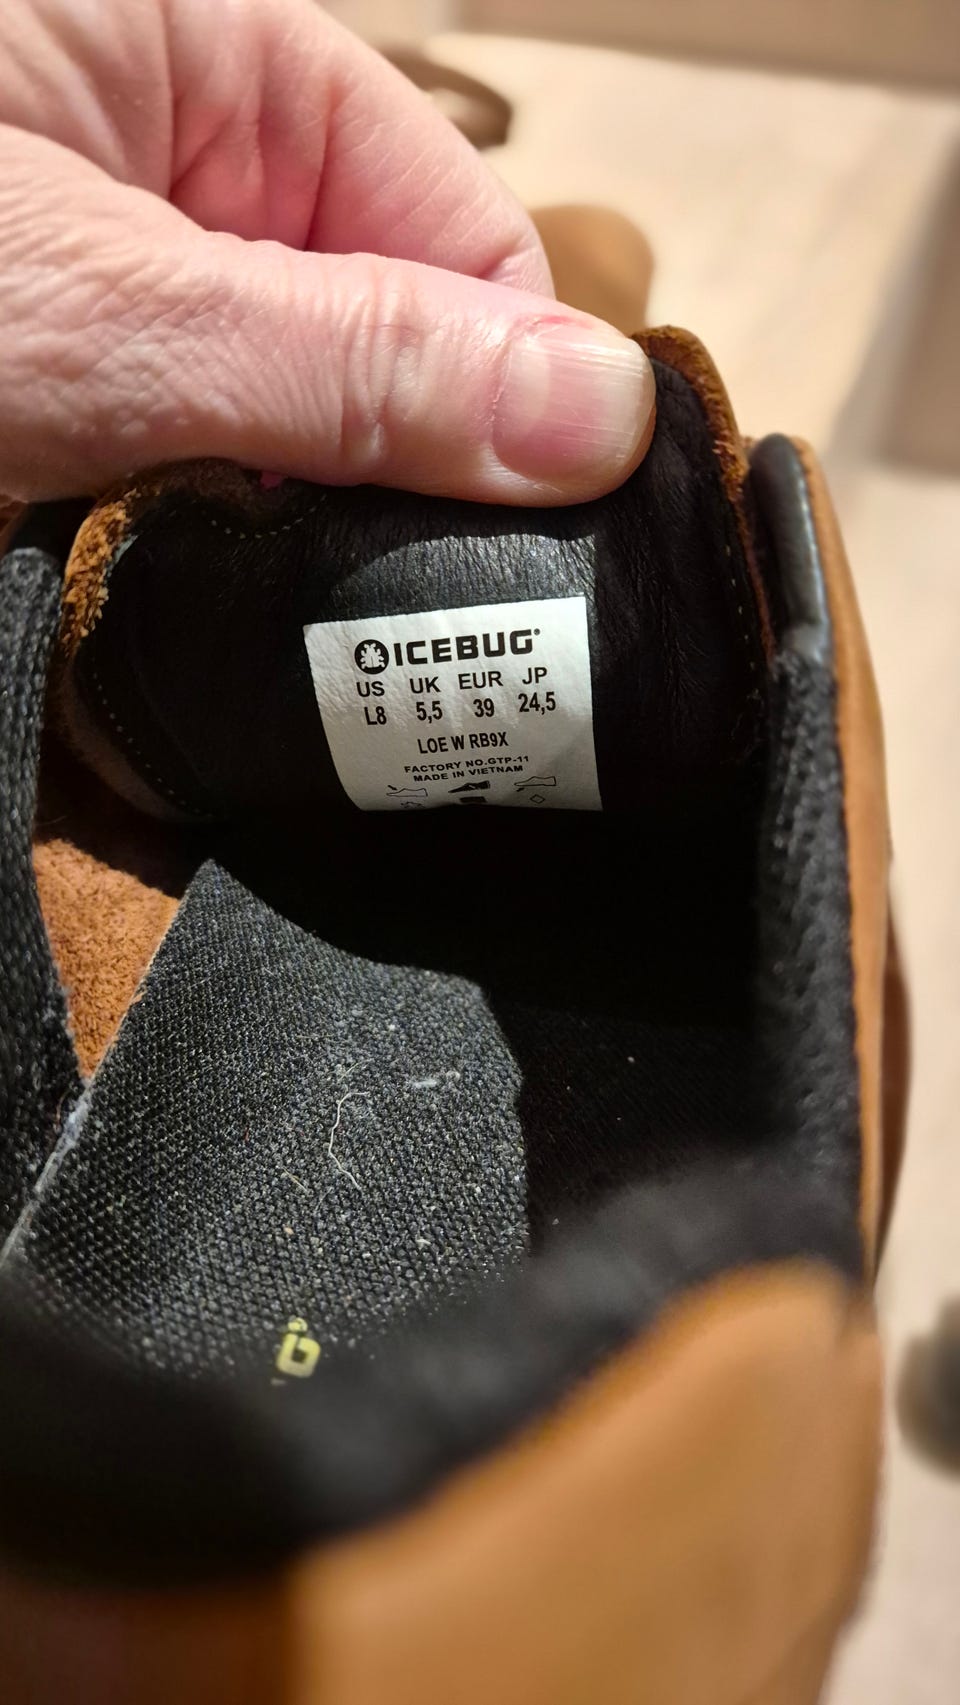 ICEBUG
US UK EUR JP
L8 5,5 39 24,5
LOE W RB9X
FACTORY NO.GTP-11
MADE IN VIETNAM